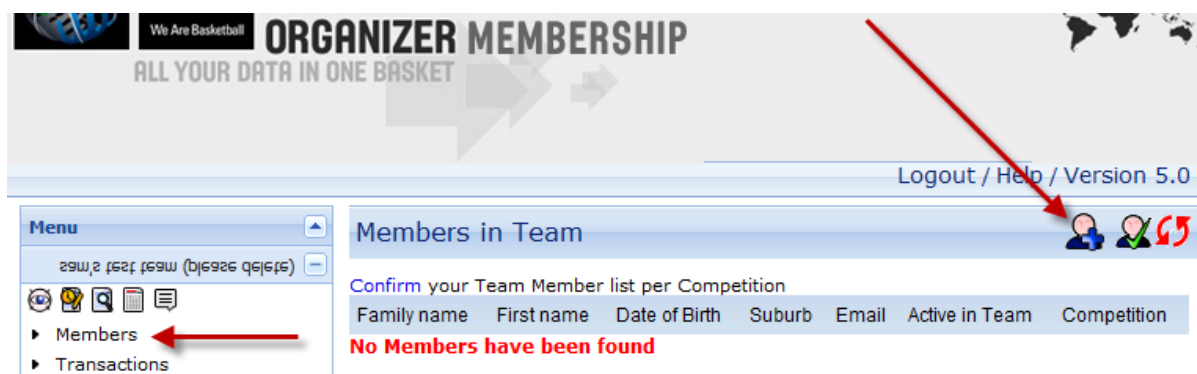 We Are Basketball ORGANIZER MEMBERSHIP
ALL YOUR DATA IN ONE BASKET
Logout / Help / Version 5.0
Menu
sam's test team (please delete)
Members
Transactions
Members in Team
Confirm your Team Member list per Competition
Family name First name Date of Birth Suburb Email Active in Team Competition
No Members have been found